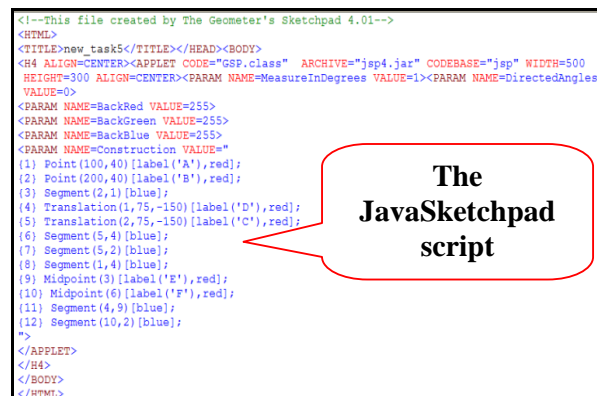 <!--This file created by The Geometer's Sketchpad 4.01-->
<HTML>
<TITLE>new_task5</TITLE></HEAD><BODY>
<H4 ALIGN=CENTER><APPLET CODE="GSP.class" ARCHIVE="jsp4.jar" CODEBASE="jsp" WIDTH=500
HEIGHT=300 ALIGN=CENTER><PARAM NAME=MeasureInDegrees VALUE=1><PARAM NAME=DirectedAngles
VALUE=0>
<PARAM NAME=BackRed VALUE=255>
<PARAM NAME=BackGreen VALUE=255>
<PARAM NAME=BackBlue VALUE=255>
<PARAM NAME=Construction VALUE="
{1} Point(100,40)[label('A'),red];
{2} Point(200,40)[label('B'),red];
{3} Segment(2,1)[blue];
{4} Translation(1,75,-150)[label('D'),red];
{5} Translation(2,75,-150)[label('C'),red];
{6} Segment(5,4)[blue];
{7} Segment(5,2)[blue];
{8} Segment(1,4)[blue];
{9} Midpoint(3)[label('E'),red];
{10} Midpoint(6)[label('F'),red];
{11} Segment(4,9)[blue];
{12} Segment(10,2)[blue];
">
</APPLET>
</H4>
</BODY>
</HTML>
The
JavaSketchpad
script